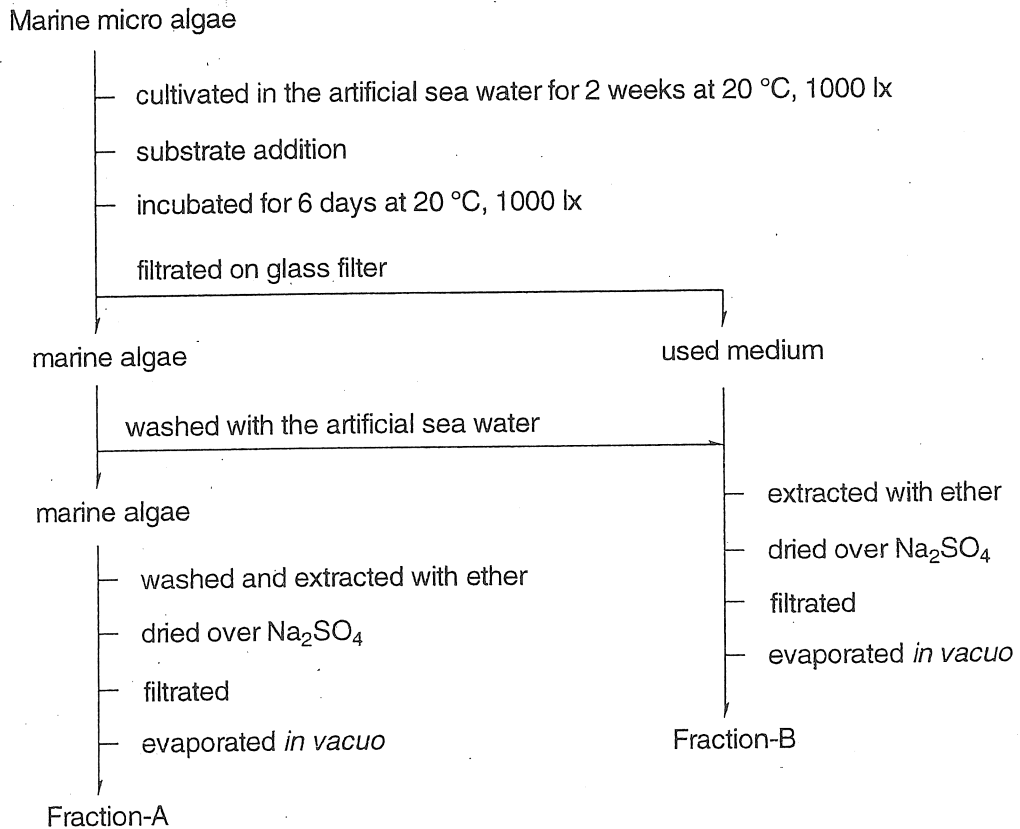 Marine micro algae
cultivated in the artificial sea water for 2 weeks at 20 °C, 1000 lx
substrate addition
incubated for 6 days at 20 °C, 1000 lx
filtrated on glass filter
marine algae
used medium
washed with the artificial sea water
marine algae
extracted with ether
dried over Na₂SO₄
filtrated
evaporated in vacuo
Fraction-B
washed and extracted with ether
dried over Na₂SO₄
filtrated
evaporated in vacuo
Fraction-A